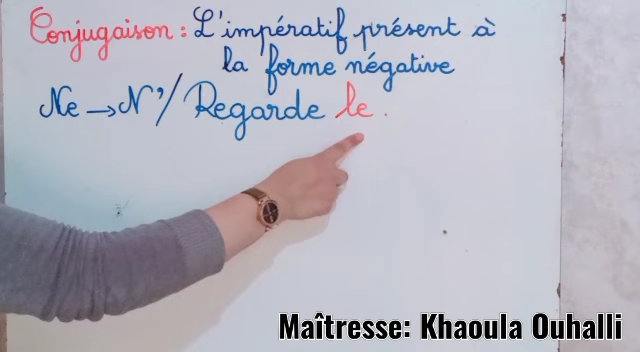 Conjugaison : L'impératif présent à
la forme négative
Ne → N' / Regarde le .
Maîtresse: Khaoula Ouhalli